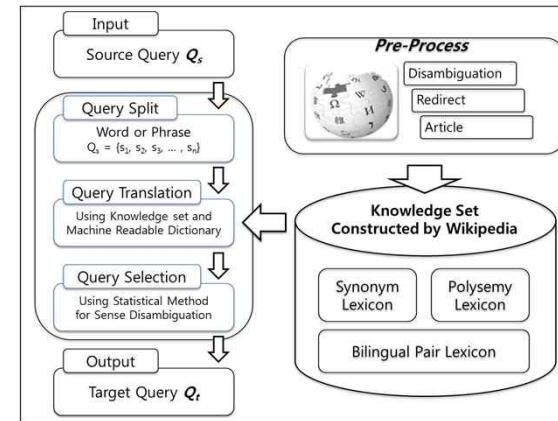 Input
Source Query Qs
Query Split
Word or Phrase
Qs = {s1, s2, s3, ... , sn}
Query Translation
Using Knowledge set and
Machine Readable Dictionary
Query Selection
Using Statistical Method
for Sense Disambiguation
Output
Target Query Qt
Pre-Process
Disambiguation
Redirect
Article
Ω
W
И
Knowledge Set
Constructed by Wikipedia
Synonym
Lexicon
Polysemy
Lexicon
Bilingual Pair Lexicon